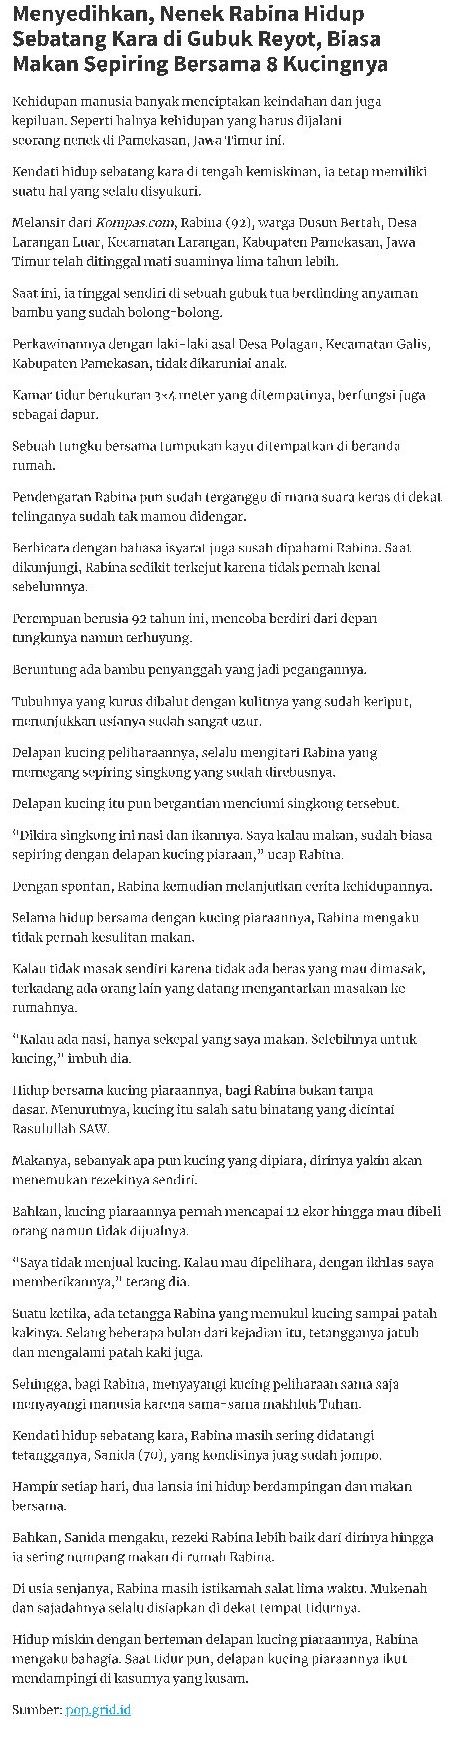 Menyedihkan, Nenek Rabina Hidup
Sebatang Kara di Gubuk Reyot, Biasa
Makan Sepiring Bersama 8 Kucingnya
Kehidupan manusia banyak menciptakan keindahan dan juga
kepiluan. Seperti halnya kehidupan yang harus dijalani
seorang nenek di Pamekasan, Jawa Timur ini.
Kendati hidup sebatang kara di tengah kemiskinan, ia tetap memiliki
suatu hal yang selalu disyukuri.
Melansir dari Kompas.com, Rabina (92), warga Dusun Bertah, Desa
Larangan Luar, Kecamatan Larangan, Kabupaten Pamekasan, Jawa
Timur telah ditinggal mati suaminya lima tahun lebih.
Saat ini, ia tinggal sendiri di sebuah gubuk tua berdinding anyaman
bambu yang sudah bolong-bolong.
Perkawinannya dengan laki-laki asal Desa Polagan, Kecamatan Galis,
Kabupaten Pamekasan, tidak dikaruniai anak.
Kamar tidur berukuran 3×4 meter yang ditempatinya, berfungsi juga
sebagai dapur.
Sebuah tungku bersama tumpukan kayu ditempatkan di beranda
rumah.
Pendengaran Rabina pun sudah terganggu di mana suara keras di dekat
telinganya sudah tak mamou didengar.
Berbicara dengan bahasa isyarat juga susah dipahami Rabina. Saat
dikunjungi, Rabina sedikit terkejut karena tidak pernah kenal
sebelumnya.
Perempuan berusia 92 tahun ini, mencoba berdiri dari depan
tungkunya namun terhuyung.
Beruntung ada bambu penyanggah yang jadi pegangannya.
Tubuhnya yang kurus dibalut dengan kulitnya yang sudah keriput,
menunjukkan usianya sudah sangat uzur.
Delapan kucing peliharaannya, selalu mengitari Rabina yang
memegang sepiring singkong yang sudah direbusnya.
Delapan kucing itu pun bergantian menciumi singkong tersebut.
“Dikira singkong ini nasi dan ikannya. Saya kalau makan, sudah biasa
sepiring dengan delapan kucing piaraan,” ucap Rabina.
Dengan spontan, Rabina kemudian melanjutkan cerita kehidupannya.
Selama hidup bersama dengan kucing piaraannya, Rabina mengaku
tidak pernah kesulitan makan.
Kalau tidak masak sendiri karena tidak ada beras yang mau dimasak,
terkadang ada orang lain yang datang mengantarkan masakan ke
rumahnya.
“Kalau ada nasi, hanya sekepal yang saya makan. Selebihnya untuk
kucing,” imbuh dia.
Hidup bersama kucing piaraannya, bagi Rabina bukan tanpa
dasar. Menurutnya, kucing itu salah satu binatang yang dicintai
Rasulullah SAW.
Makanya, sebanyak apa pun kucing yang dipiara, dirinya yakin akan
menemukan rezekinya sendiri.
Bahkan, kucing piaraannya pernah mencapai 12 ekor hingga mau dibeli
orang namun tidak dijualnya.
“Saya tidak menjual kucing. Kalau mau dipelihara, dengan ikhlas saya
memberikannya,” terang dia.
Suatu ketika, ada tetangga Rabina yang memukul kucing sampai patah
kakinya. Selang beberapa bulan dari kejadian itu, tetangganya jatuh
dan mengalami patah kaki juga.
Sehingga, bagi Rabina, menyayangi kucing peliharaan sama saja
menyayangi manusia karena sama-sama makhluk Tuhan.
Kendati hidup sebatang kara, Rabina masih sering didatangi
tetangganya, Sanida (70), yang kondisinya juag sudah jompo.
Hampir setiap hari, dua lansia ini hidup berdampingan dan makan
bersama.
Bahkan, Sanida mengaku, rezeki Rabina lebih baik dari dirinya hingga
ia sering numpang makan di rumah Rabina.
Di usia senjanya, Rabina masih istikamah salat lima waktu. Mukenah
dan sajadahnya selalu disiapkan di dekat tempat tidurnya.
Hidup miskin dengan berteman delapan kucing piaraannya, Rabina
mengaku bahagia. Saat tidur pun, delapan kucing piaraannya ikut
mendampingi di kasurnya yang kusam.
Sumber: pop.grid.id